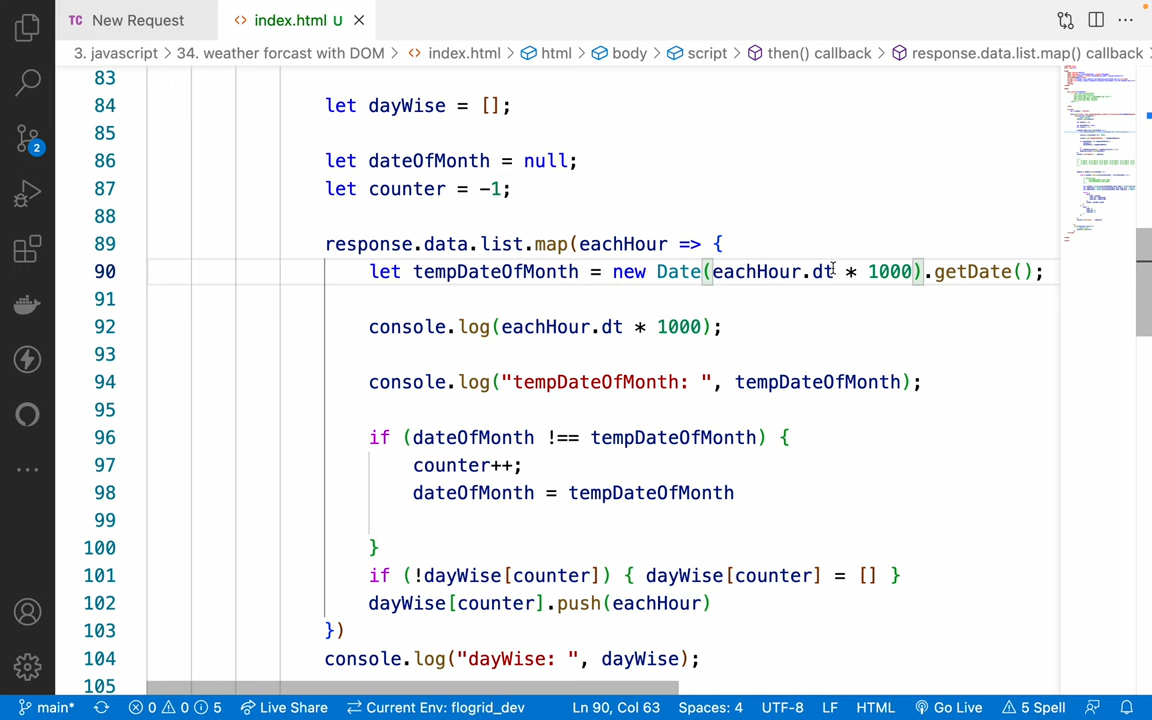 TC New Request
<> index.html U ×
3. javascript > 34. weather forcast with DOM > <> index.html > html > body > script > then() callback > response.data.list.map() callback >
83
84 let dayWise = [];
85
86 let dateOfMonth = null;
87 let counter = -1;
88
89 response.data.list.map(eachHour => {
90 let tempDateOfMonth = new Date(eachHour.dt * 1000).getDate();
91
92 console.log(eachHour.dt * 1000);
93
94 console.log("tempDateOfMonth: ", tempDateOfMonth);
95
96 if (dateOfMonth !== tempDateOfMonth) {
97 counter++;
98 dateOfMonth = tempDateOfMonth
99
100 }
101 if (!dayWise[counter]) { dayWise[counter] = [] }
102 dayWise[counter].push(eachHour)
103 })
104 console.log("dayWise: ", dayWise);
105
2
main* 0 0 5 Live Share Current Env: flogrid_dev Ln 90, Col 63 Spaces: 4 UTF-8 LF HTML Go Live 5 Spell